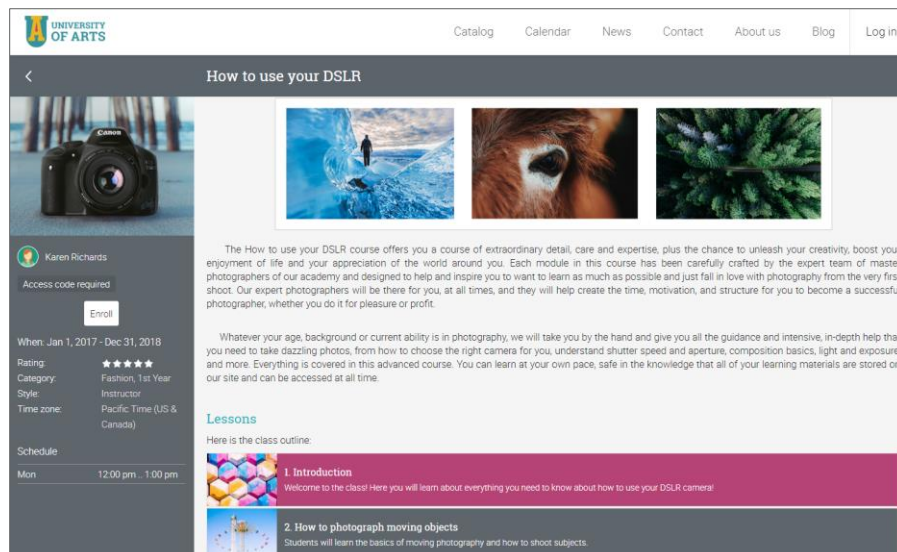 UNIVERSITY
OF ARTS
Catalog Calendar News Contact About us Blog Log in
How to use your DSLR
Canon
Karen Richards
Access code required
Enroll
When: Jan 1, 2017 - Dec 31, 2018
Rating:
Category: Fashion, 1st Year
Style: Instructor
Time zone: Pacific Time (US &
Canada)
Schedule
Mon 12:00 pm .. 1:00 pm
The How to use your DSLR course offers you a course of extraordinary detail, care and expertise, plus the chance to unleash your creativity, boost you
enjoyment of life and your appreciation of the world around you. Each module in this course has been carefully crafted by the expert team of maste
photographers of our academy and designed to help and inspire you to want to learn as much as possible and just fall in love with photography from the very firs
shoot. Our expert photographers will be there for you, at all times, and they will help create the time, motivation, and structure for you to become a successfu
photographer, whether you do it for pleasure or profit.
Whatever your age, background or current ability is in photography, we will take you by the hand and give you all the guidance and intensive, in-depth help tha
you need to take dazzling photos, from how to choose the right camera for you, understand shutter speed and aperture, composition basics, light and exposure
and more. Everything is covered in this advanced course. You can learn at your own pace, safe in the knowledge that all of your learning materials are stored or
our site and can be accessed at all time.
Lessons
Here is the class outline:
1. Introduction
Welcome to the class! Here you will learn about everything you need to know about how to use your DSLR camera!
2. How to photograph moving objects
Students will learn the basics of moving photography and how to shoot subjects.